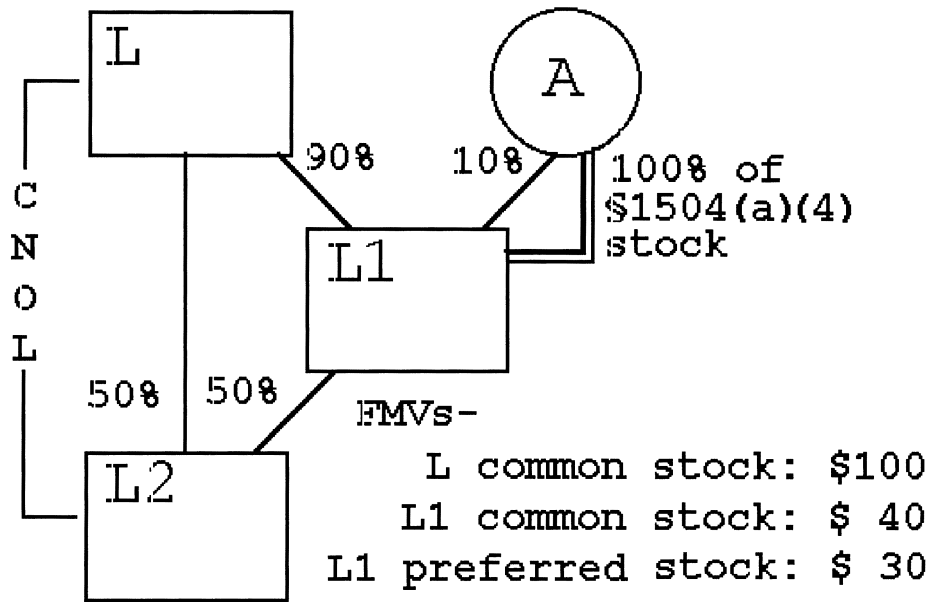 L
A
90%
10%
100% of
§1504(a)(4)
stock
C
N
O
L
L1
50%
50%
FMVs-
L2
L common stock: $100
L1 common stock: $ 40
L1 preferred stock: $ 30